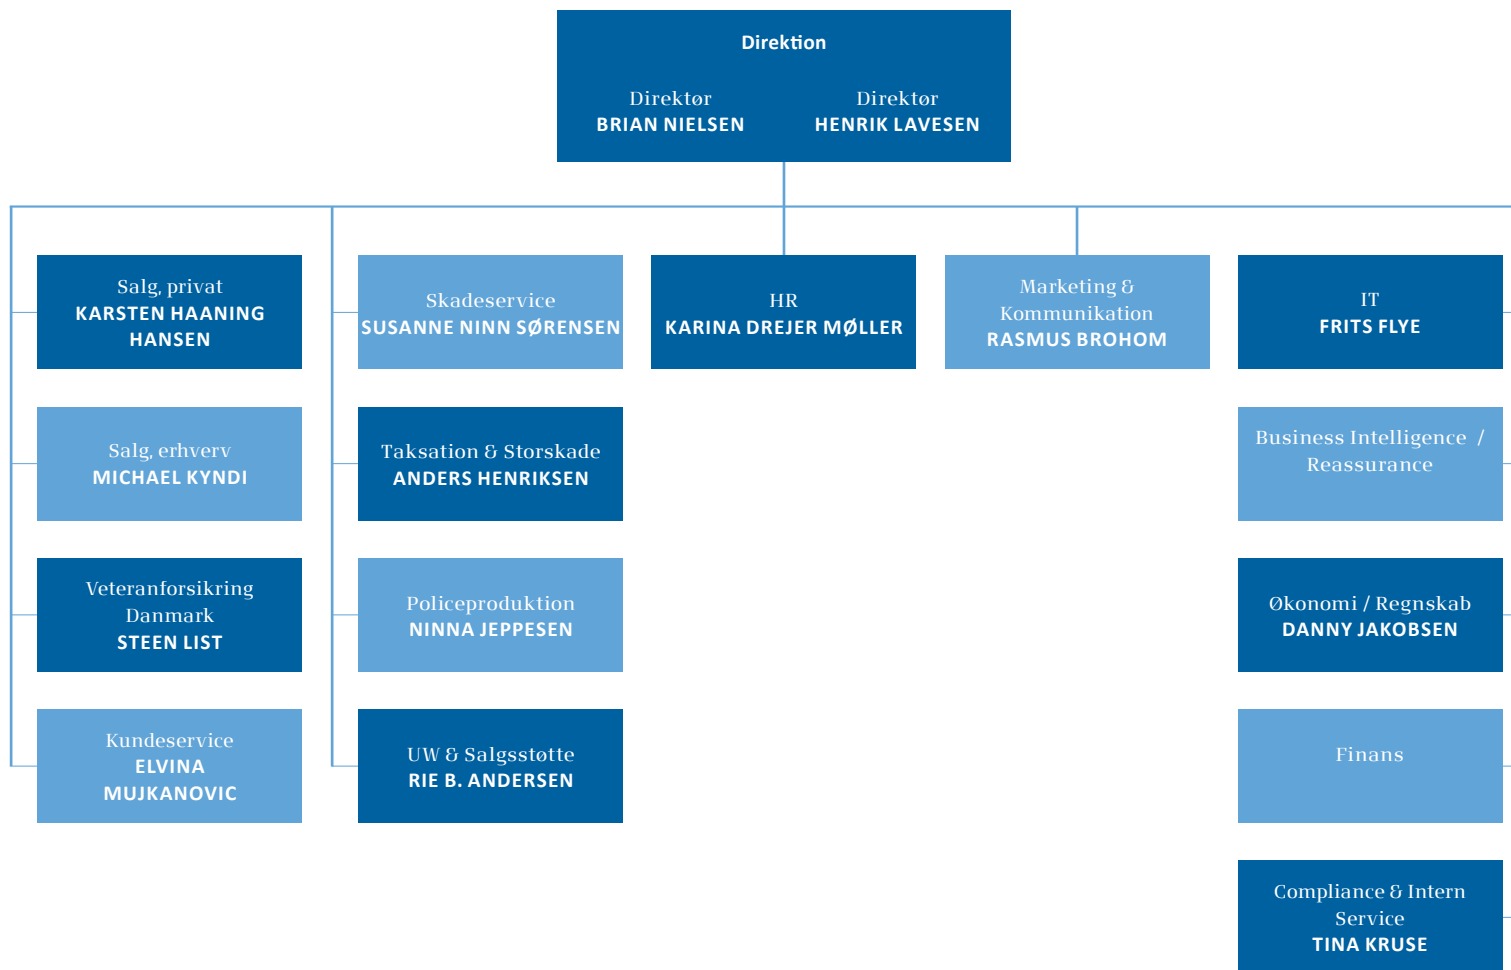 Direktion
Direktør
BRIAN NIELSEN
Direktør
HENRIK LAVESEN
Salg, privat
KARSTEN HAANING
HANSEN
Skadeservice
SUSANNE NINN SØRENSEN
HR
KARINA DREJER MØLLER
Marketing &
Kommunikation
RASMUS BROHOM
IT
FRITS FLYE
Salg, erhverv
MICHAEL KYNDI
Taksation & Storskade
ANDERS HENRIKSEN
Business Intelligence /
Reassurance
Veteranforsikring
Danmark
STEEN LIST
Policeproduktion
NINNA JEPPESEN
Økonomi / Regnskab
DANNY JAKOBSEN
Kundeservice
ELVINA
MUJKANOVIC
UW & Salgsstøtte
RIE B. ANDERSEN
Finans
Compliance & Intern
Service
TINA KRUSE